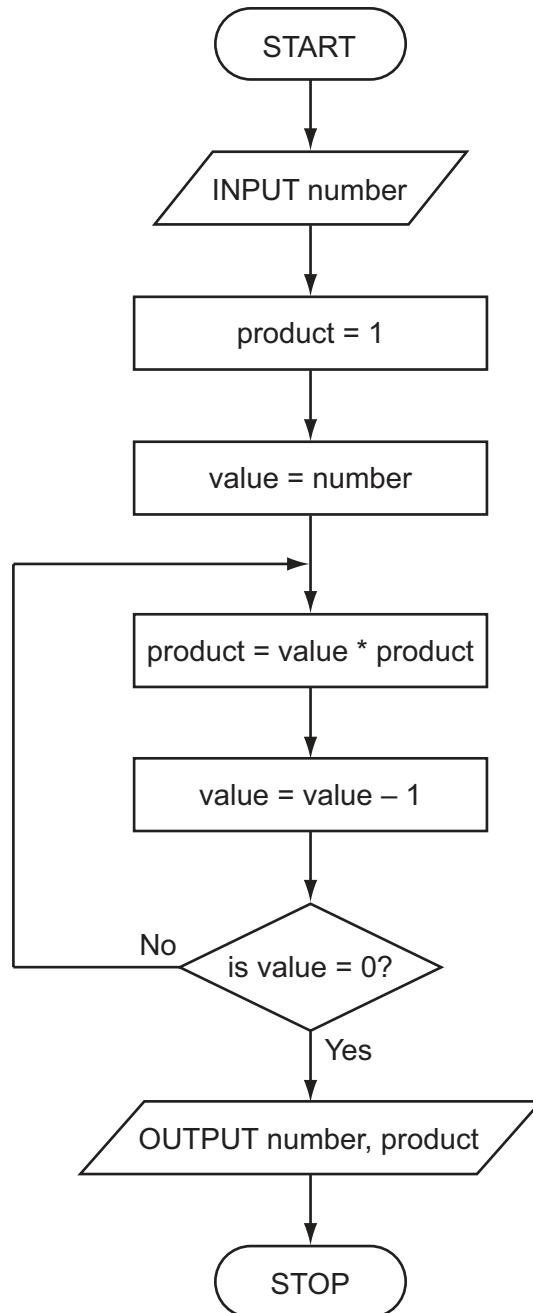 START
INPUT number
product = 1
value = number
product = value * product
value = value – 1
is value = 0?
No
Yes
OUTPUT number, product
STOP